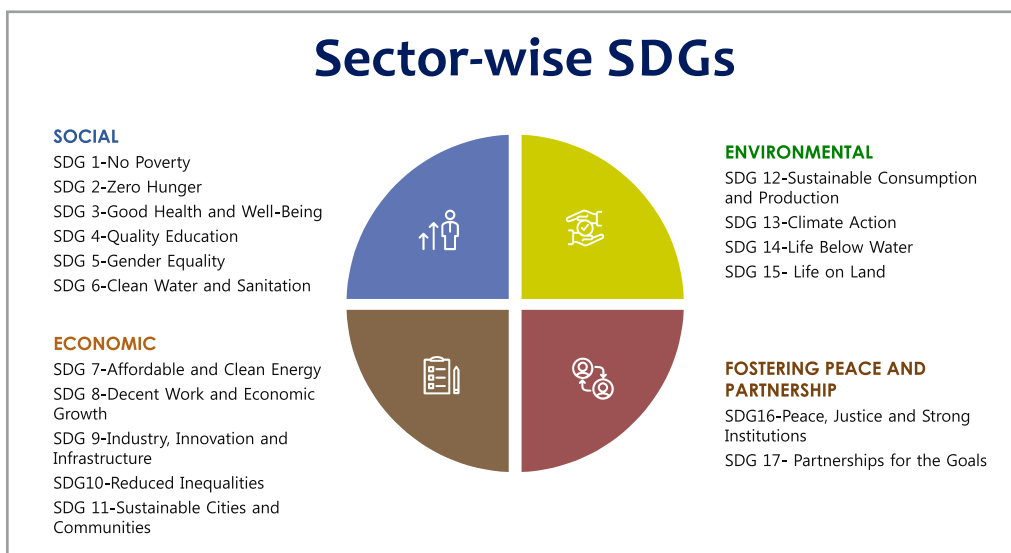 Sector-wise SDGs
SOCIAL
SDG 1-No Poverty
SDG 2-Zero Hunger
SDG 3-Good Health and Well-Being
SDG 4-Quality Education
SDG 5-Gender Equality
SDG 6-Clean Water and Sanitation
ECONOMIC
SDG 7-Affordable and Clean Energy
SDG 8-Decent Work and Economic
Growth
SDG 9-Industry, Innovation and
Infrastructure
SDG10-Reduced Inequalities
SDG 11-Sustainable Cities and
Communities
ENVIRONMENTAL
SDG 12-Sustainable Consumption
and Production
SDG 13-Climate Action
SDG 14-Life Below Water
SDG 15- Life on Land
FOSTERING PEACE AND
PARTNERSHIP
SDG16-Peace, Justice and Strong
Institutions
SDG 17- Partnerships for the Goals